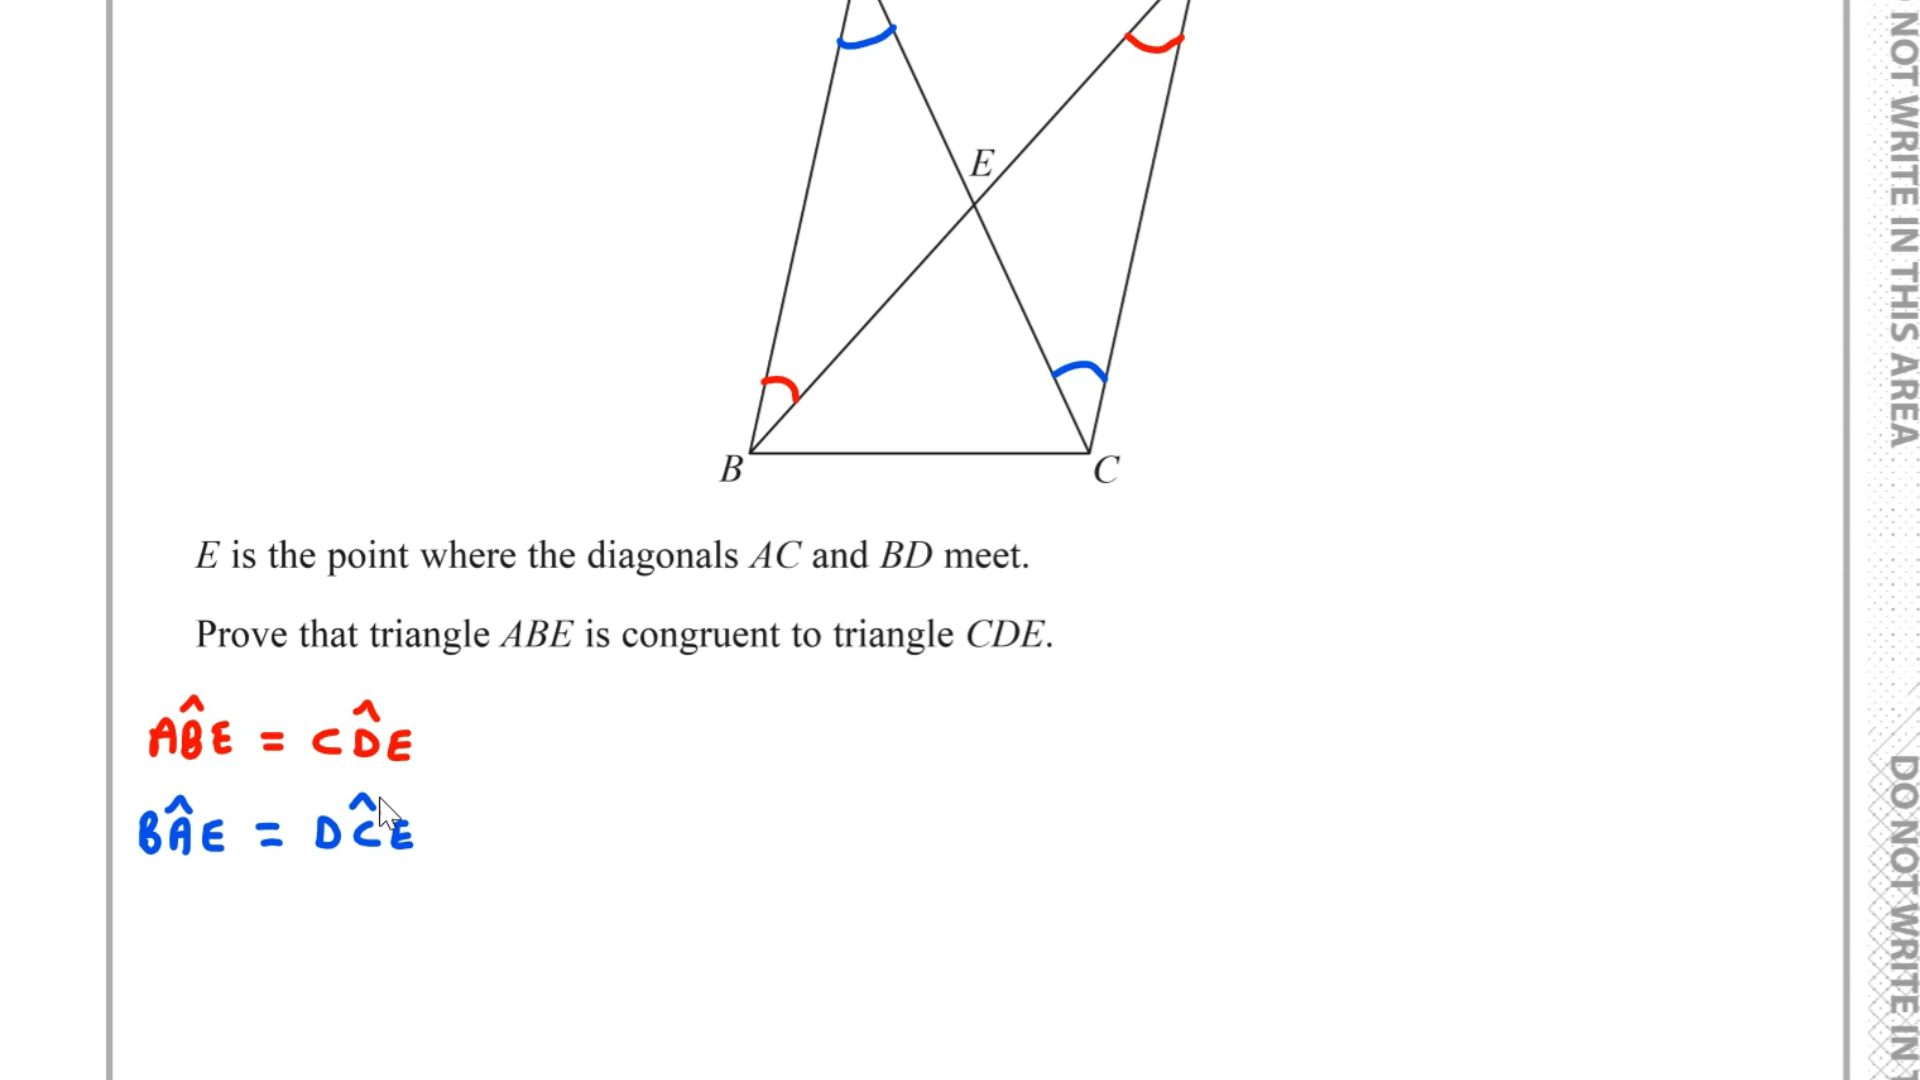 E
B
C
E is the point where the diagonals AC and BD meet.
Prove that triangle ABE is congruent to triangle CDE.
AB̂E = CD̂E
BÂE = DĈE
NOT WRITE IN THIS AREA
DO NOT WRITE IN